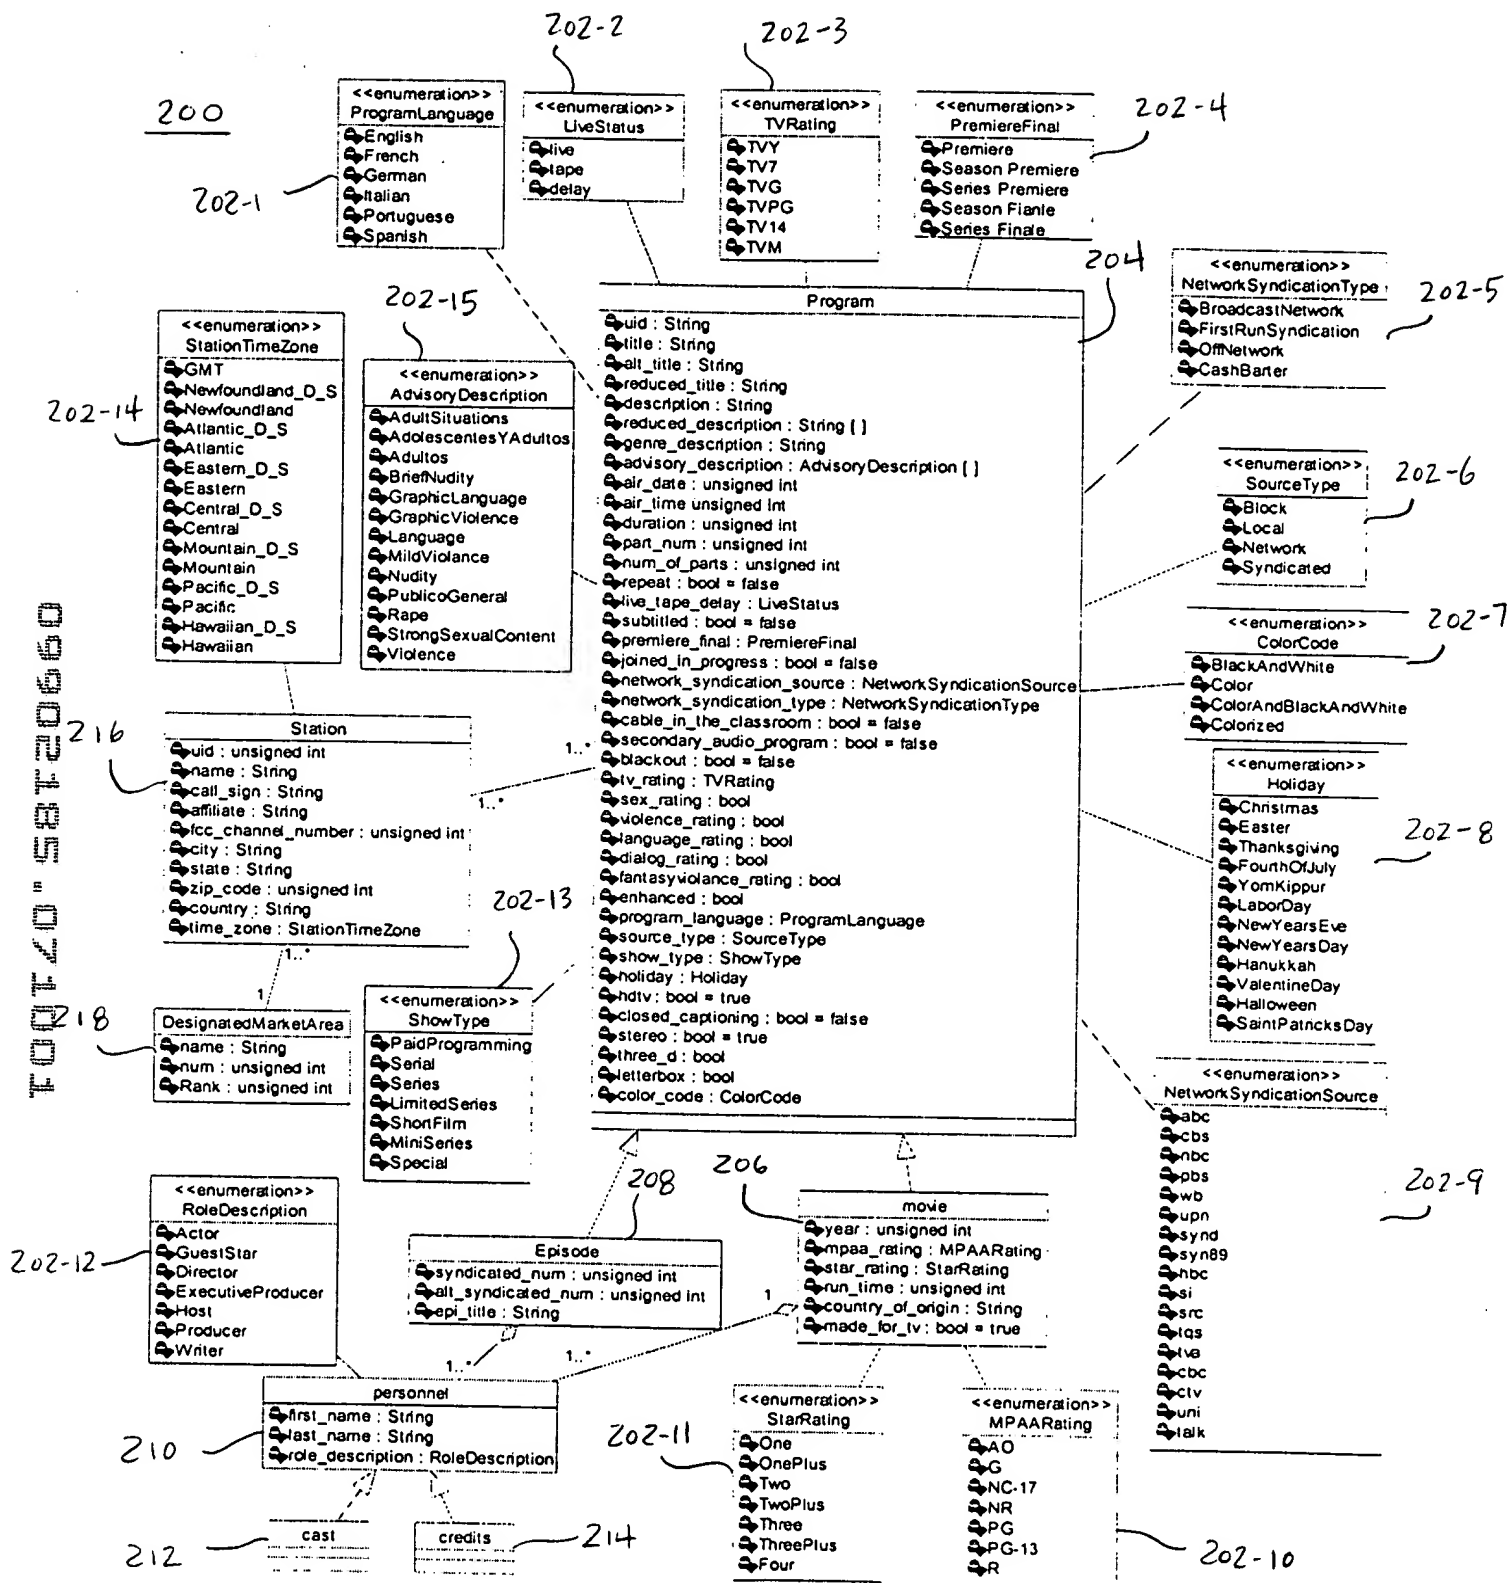 200
202-1
<<enumeration>>
ProgramLanguage
English
French
German
Italian
Portuguese
Spanish
202-2
<<enumeration>>
LiveStatus
live
tape
delay
202-3
<<enumeration>>
TVRating
TVY
TV7
TVG
TVPG
TV14
TVM
202-4
<<enumeration>>
PremiereFinal
Premiere
Season Premiere
Series Premiere
Season Fianle
Series Finale
204
Program
uid : String
title : String
alt_title : String
reduced_title : String
description : String
reduced_description : String [ ]
genre_description : String
advisory_description : AdvisoryDescription [ ]
air_date : unsigned int
air_time unsigned int
duration : unsigned int
part_num : unsigned int
num_of_parts : unsigned int
repeat : bool = false
live_tape_delay : LiveStatus
subtitled : bool = false
premiere_final : PremiereFinal
joined_in_progress : bool = false
network_syndication_source : NetworkSyndicationSource
network_syndication_type : NetworkSyndicationType
cable_in_the_classroom : bool = false
secondary_audio_program : bool = false
blackout : bool = false
tv_rating : TVRating
sex_rating : bool
violence_rating : bool
language_rating : bool
dialog_rating : bool
fantasyviolance_rating : bool
enhanced : bool
program_language : ProgramLanguage
source_type : SourceType
show_type : ShowType
holiday : Holiday
hdtv : bool = true
closed_captioning : bool = false
stereo : bool = true
three_d : bool
letterbox : bool
color_code : ColorCode
202-5
<<enumeration>>
NetworkSyndicationType
BroadcastNetwork
FirstRunSyndication
OffNetwork
CashBarter
202-6
<<enumeration>>
SourceType
Block
Local
Network
Syndicated
202-7
<<enumeration>>
ColorCode
BlackAndWhite
Color
ColorAndBlackAndWhite
Colorized
202-8
<<enumeration>>
Holiday
Christmas
Easter
Thanksgiving
FourthOfJuly
YomKippur
LaborDay
NewYearsEve
NewYearsDay
Hanukkah
ValentineDay
Halloween
SaintPatricksDay
202-9
<<enumeration>>
NetworkSyndicationSource
abc
cbs
nbc
pbs
wb
upn
synd
syn89
hbc
si
src
tqs
tva
cbc
ctv
uni
talk
202-14
<<enumeration>>
StationTimeZone
GMT
Newfoundland_D_S
Newfoundland
Atlantic_D_S
Atlantic
Eastern_D_S
Eastern
Central_D_S
Central
Mountain_D_S
Mountain
Pacific_D_S
Pacific
Hawaiian_D_S
Hawaiian
202-15
<<enumeration>>
AdvisoryDescription
AdultSituations
AdolescentesYAdultos
Adultos
BriefNudity
GraphicLanguage
GraphicViolence
Language
MildViolance
Nudity
PublicoGeneral
Rape
StrongSexualContent
Violence
216
Station
uid : unsigned int
name : String
call_sign : String
affiliate : String
fcc_channel_number : unsigned int
city : String
state : String
zip_code : unsigned int
country : String
time_zone : StationTimeZone
1..*
1..*
1..*
1
218
DesignatedMarketArea
name : String
num : unsigned int
Rank : unsigned int
202-13
<<enumeration>>
ShowType
PaidProgramming
Serial
Series
LimitedSeries
ShortFilm
MiniSeries
Special
202-12
<<enumeration>>
RoleDescription
Actor
GuestStar
Director
ExecutiveProducer
Host
Producer
Writer
208
Episode
syndicated_num : unsigned int
alt_syndicated_num : unsigned int
epi_title : String
206
movie
year : unsigned int
mpaa_rating : MPAARating
star_rating : StarRating
run_time : unsigned int
country_of_origin : String
made_for_tv : bool = true
1
1..*
1..*
210
personnel
first_name : String
last_name : String
role_description : RoleDescription
212
cast
credits
214
202-11
<<enumeration>>
StarRating
One
OnePlus
Two
TwoPlus
Three
ThreePlus
Four
<<enumeration>>
MPAARating
AO
G
NC-17
NR
PG
PG-13
R
202-10